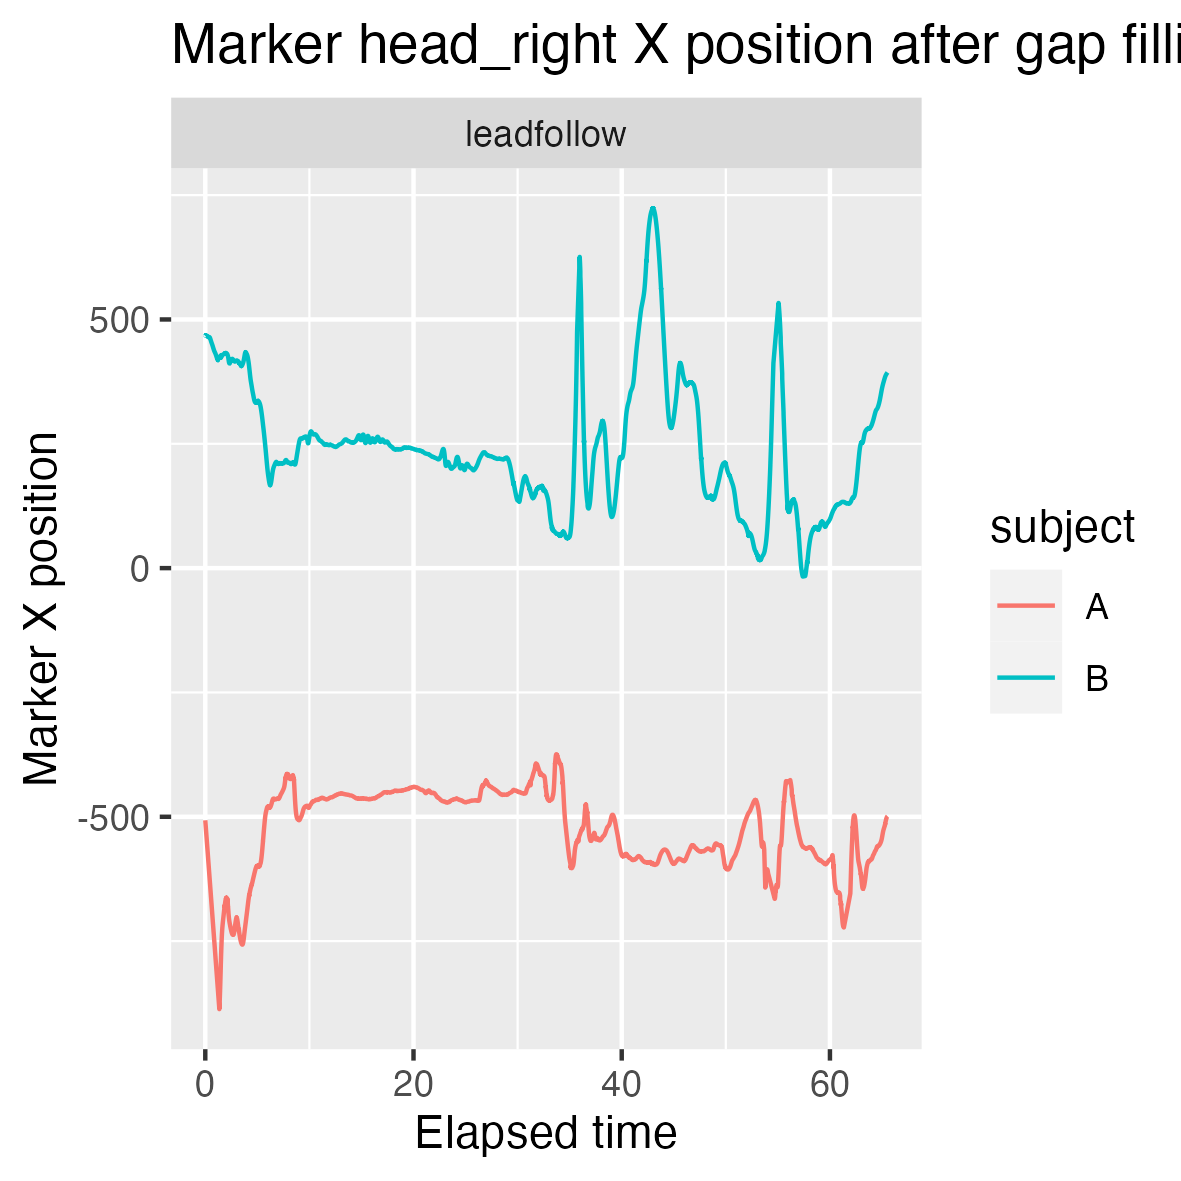 Marker head_right X position after gap filli
leadfollow
Marker X position
500
0
-500
0 20 40 60
Elapsed time
subject
A
B